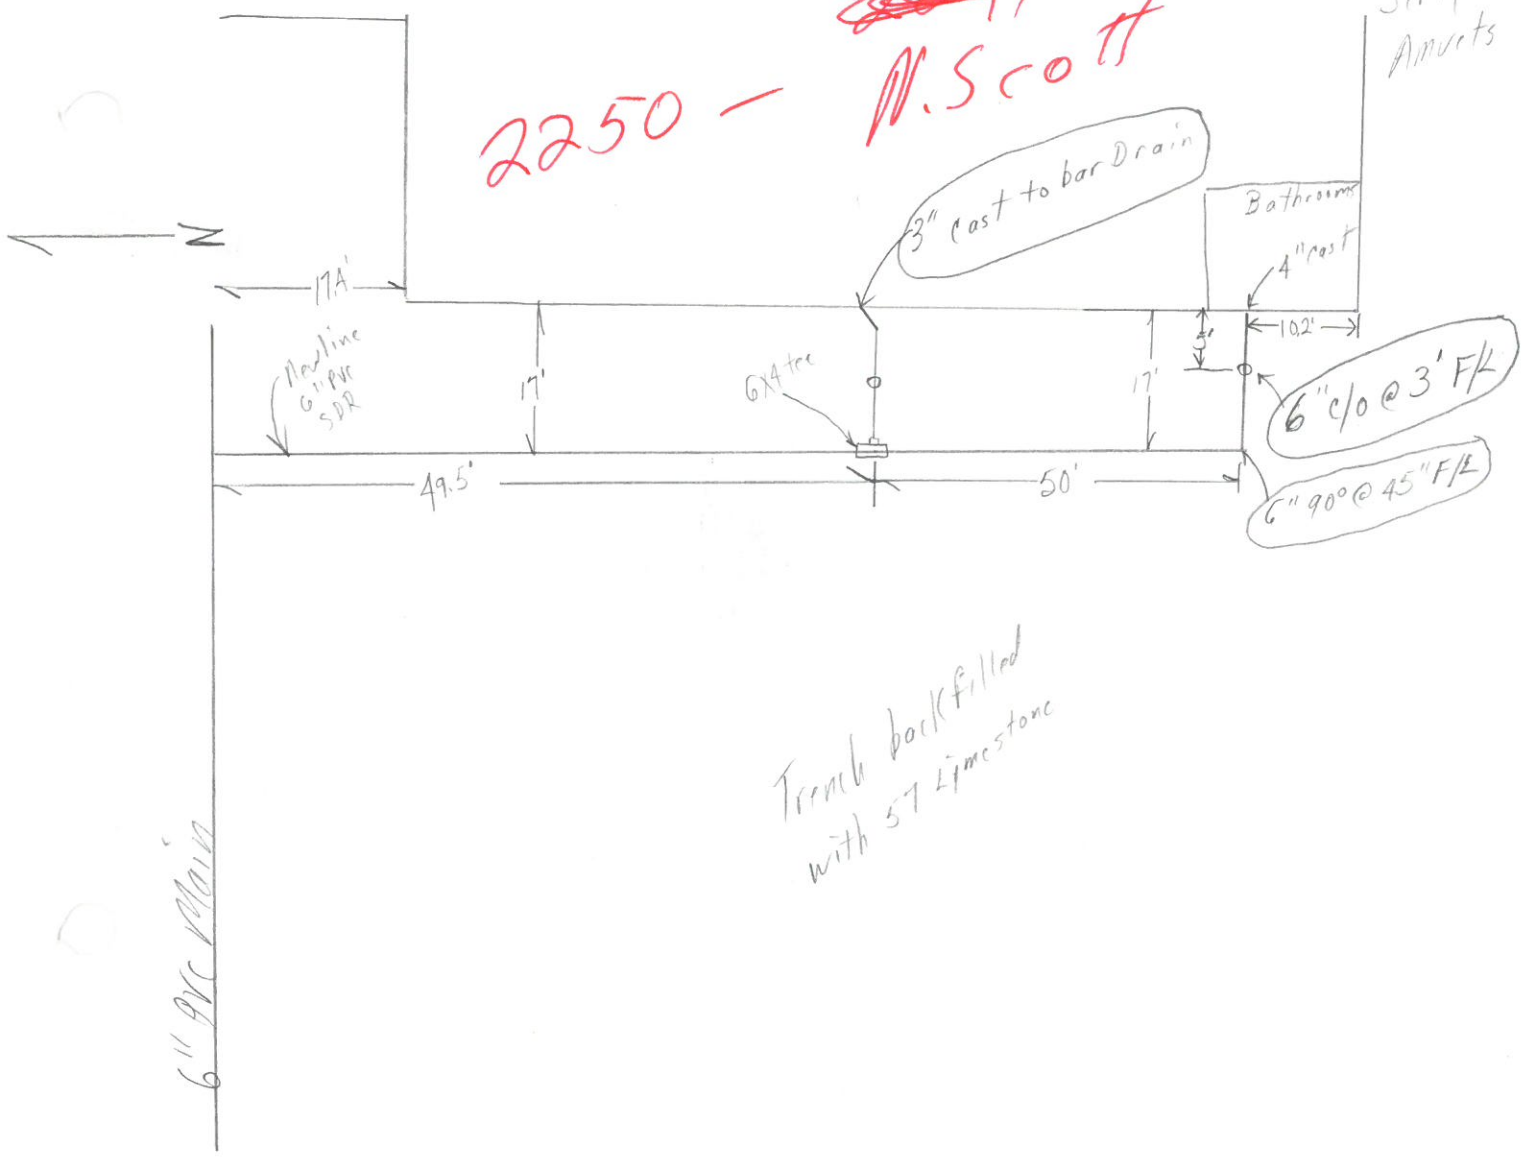 Amvets
2250 - N. Scott
3" cast to bar Drain
Bathrooms
4" cast
N
17.4'
10.2'
5'
New line
6" PVC
SDR
17'
6x4 tee
17'
6" c/o @ 3' F/L
49.5'
50'
6" 90° @ 45" F/L
Trench backfilled
with 57 Limestone
6" pvc Main